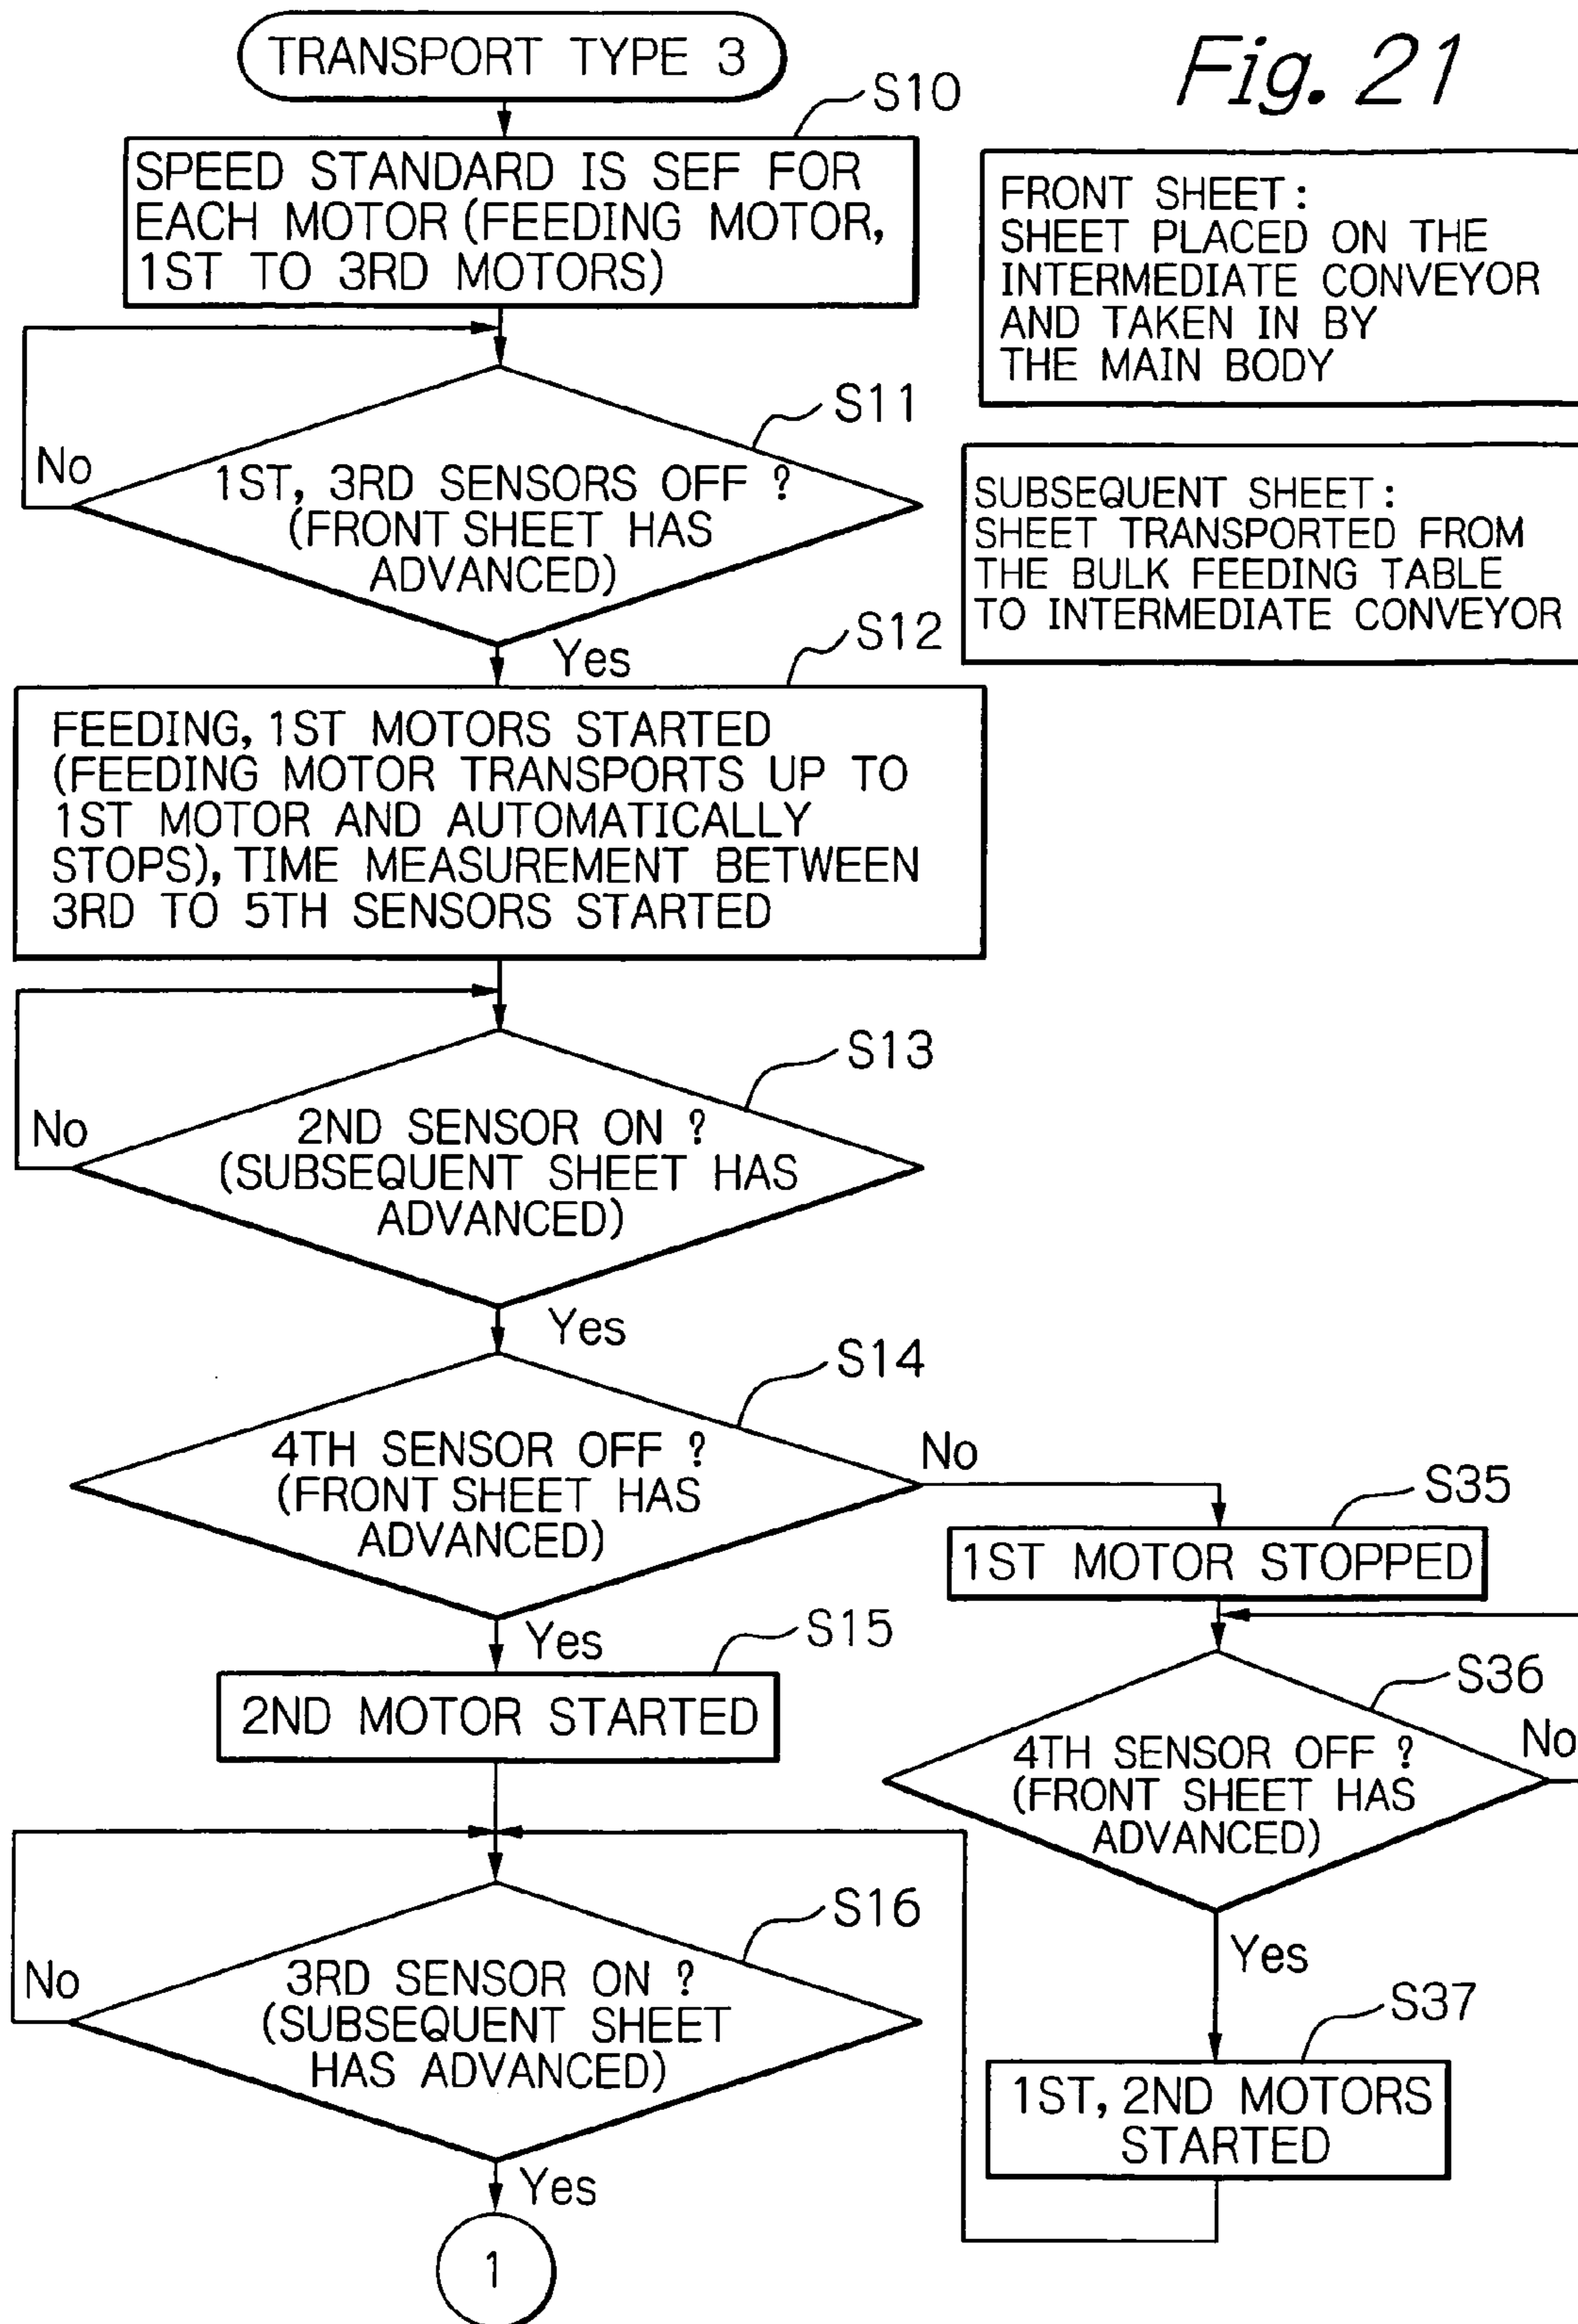 TRANSPORT TYPE 3
Fig. 21
S10
SPEED STANDARD IS SEF FOR
EACH MOTOR (FEEDING MOTOR,
1ST TO 3RD MOTORS)
FRONT SHEET:
SHEET PLACED ON THE
INTERMEDIATE CONVEYOR
AND TAKEN IN BY
THE MAIN BODY
S11
No
1ST, 3RD SENSORS OFF ?
(FRONT SHEET HAS
ADVANCED)
SUBSEQUENT SHEET:
SHEET TRANSPORTED FROM
THE BULK FEEDING TABLE
TO INTERMEDIATE CONVEYOR
Yes
S12
FEEDING, 1ST MOTORS STARTED
(FEEDING MOTOR TRANSPORTS UP TO
1ST MOTOR AND AUTOMATICALLY
STOPS), TIME MEASUREMENT BETWEEN
3RD TO 5TH SENSORS STARTED
S13
No
2ND SENSOR ON ?
(SUBSEQUENT SHEET HAS
ADVANCED)
Yes
S14
4TH SENSOR OFF ?
(FRONT SHEET HAS
ADVANCED)
No
S35
1ST MOTOR STOPPED
Yes
S15
2ND MOTOR STARTED
S36
No
4TH SENSOR OFF ?
(FRONT SHEET HAS
ADVANCED)
S16
No
3RD SENSOR ON ?
(SUBSEQUENT SHEET
HAS ADVANCED)
Yes
S37
1ST, 2ND MOTORS
STARTED
Yes
1